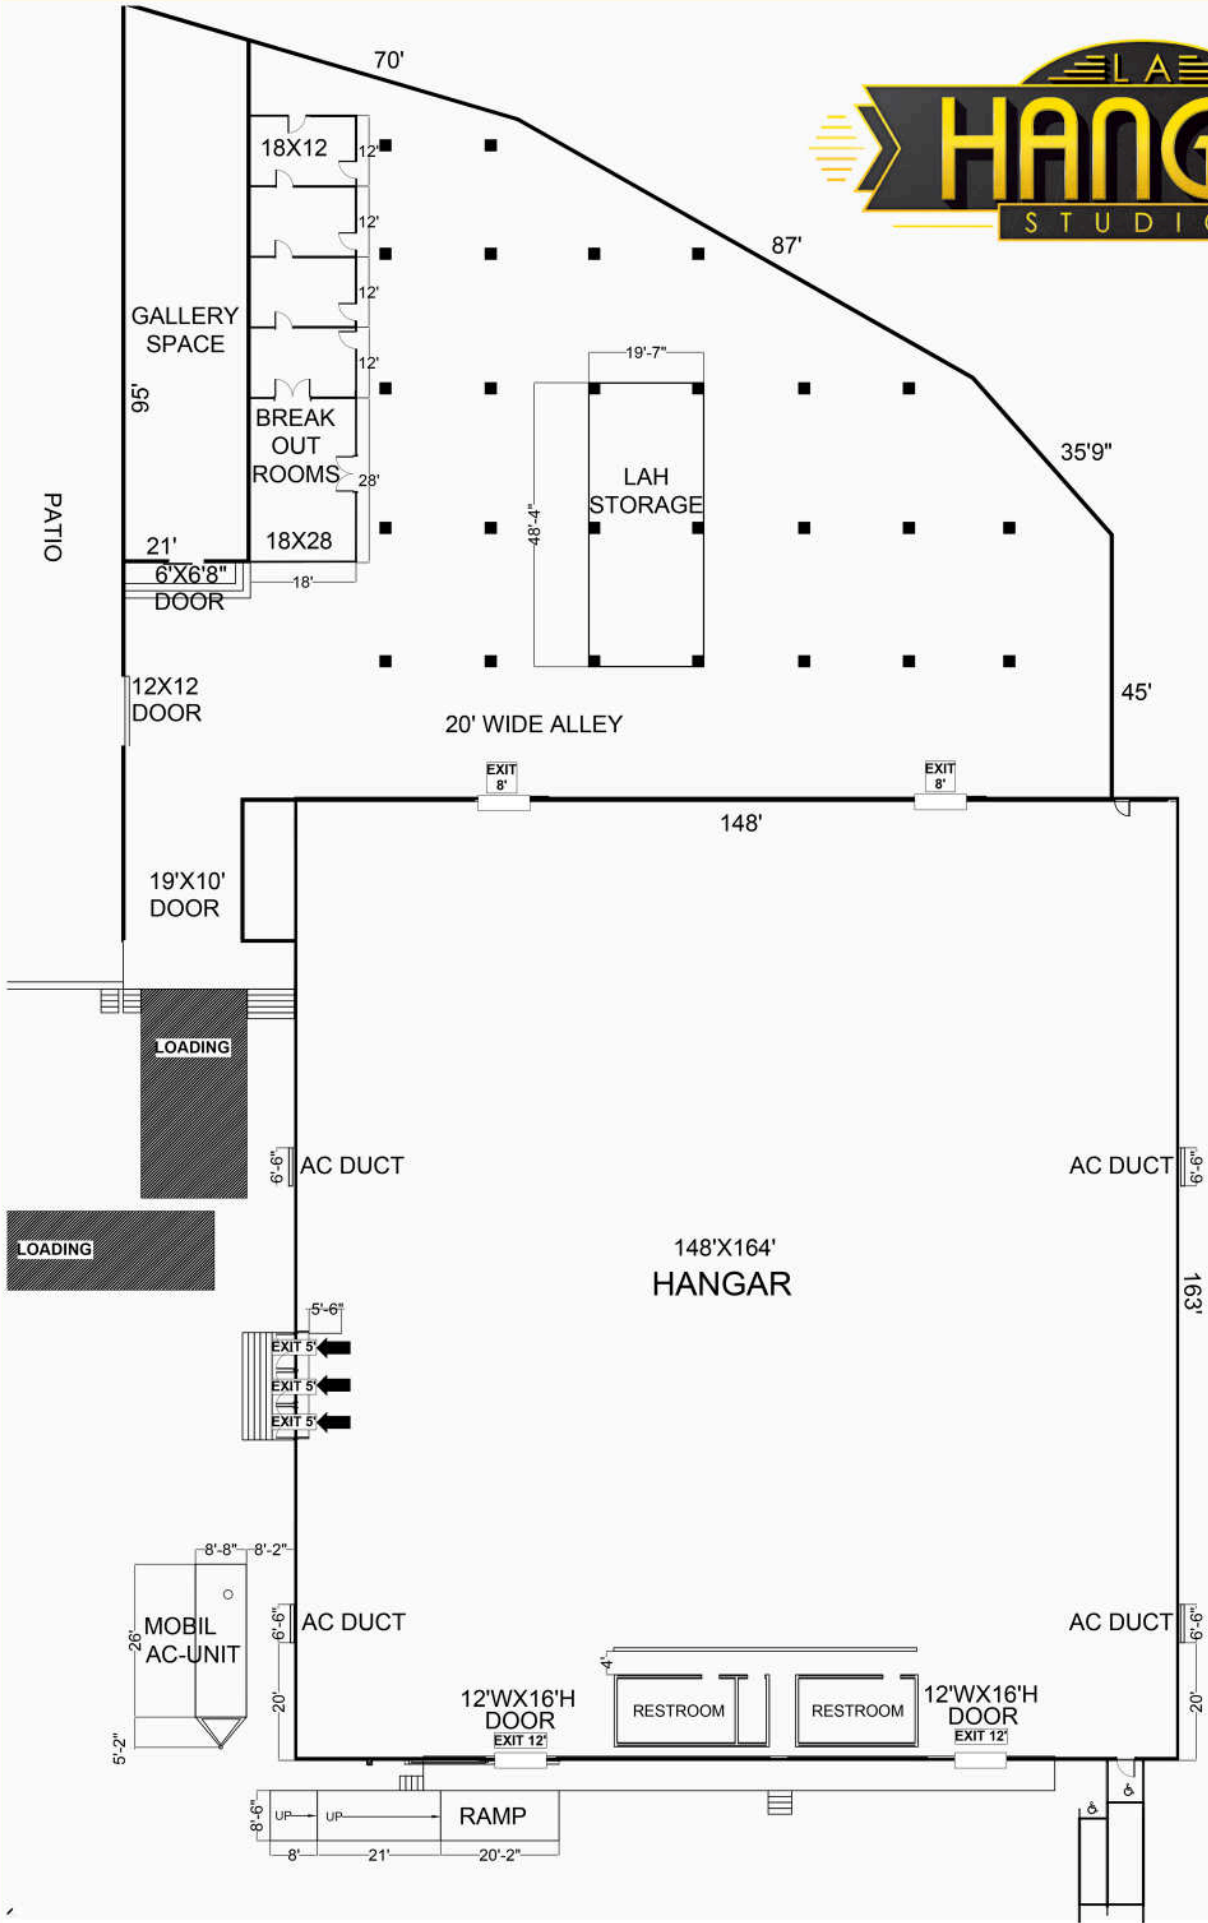 70'
LA
HANG
STUDIO
18X12
12'
12'
87'
12'
GALLERY
SPACE
12'
19'-7"
95'
BREAK
OUT
ROOMS
28'
35'9"
LAH
STORAGE
48'-4"
PATIO
21'
18X28
6'X6'8"
DOOR
18'
12X12
DOOR
45'
20' WIDE ALLEY
EXIT
8'
EXIT
8'
148'
19'X10'
DOOR
LOADING
6'-6"
AC DUCT
AC DUCT
6'-6"
LOADING
148'X164'
HANGAR
163'
5'-6"
EXIT 5'
EXIT 5'
EXIT 5'
8'-8"
8'-2"
26'
MOBIL
AC-UNIT
6'-6"
AC DUCT
AC DUCT
6'-6"
4'
20'
12'WX16'H
DOOR
EXIT 12'
RESTROOM
RESTROOM
12'WX16'H
DOOR
EXIT 12'
20'
5'-2"
8'-6"
UP
UP
RAMP
8'
21'
20'-2"